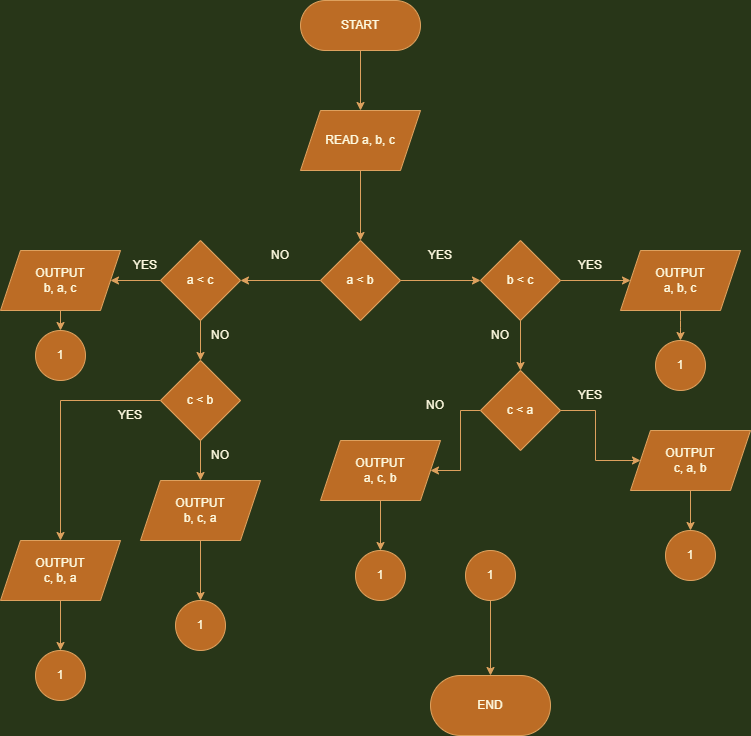 START
READ a, b, c
NO
YES
YES
YES
OUTPUT
b, a, c
a < c
a < b
b < c
OUTPUT
a, b, c
1
NO
NO
1
c < b
YES
NO
c < a
YES
NO
OUTPUT
a, c, b
OUTPUT
c, a, b
OUTPUT
b, c, a
OUTPUT
c, b, a
1
1
1
1
1
END